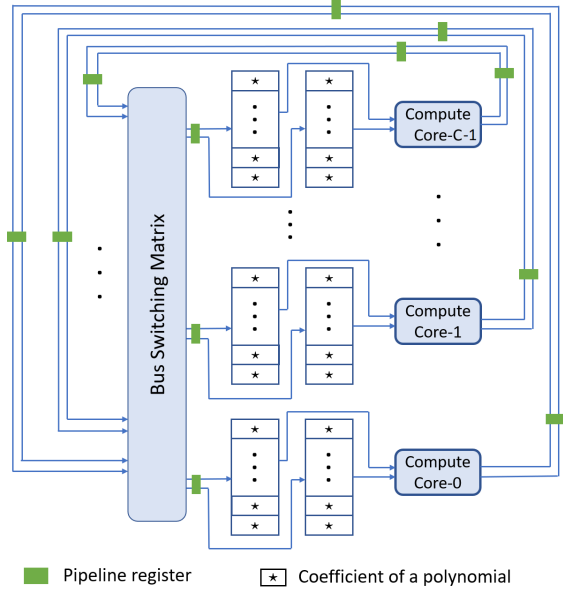 Compute
Core-C-1
Bus Switching Matrix
Compute
Core-1
Compute
Core-0
Pipeline register
Coefficient of a polynomial